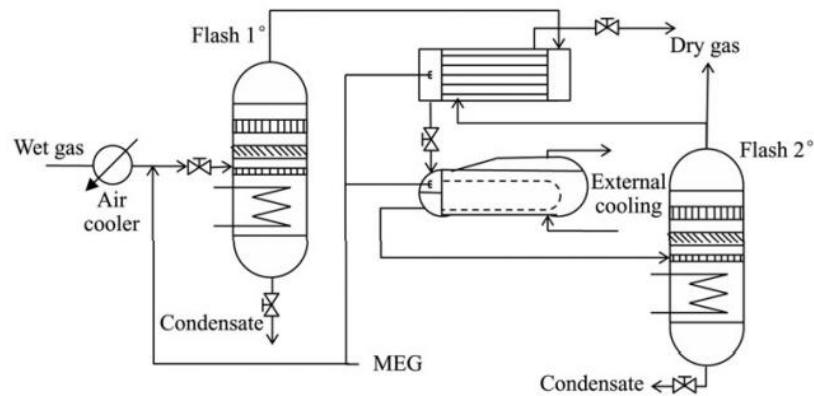 Flash 1°
Dry gas
Wet gas
Flash 2°
Air
cooler
External
cooling
Condensate
MEG
Condensate